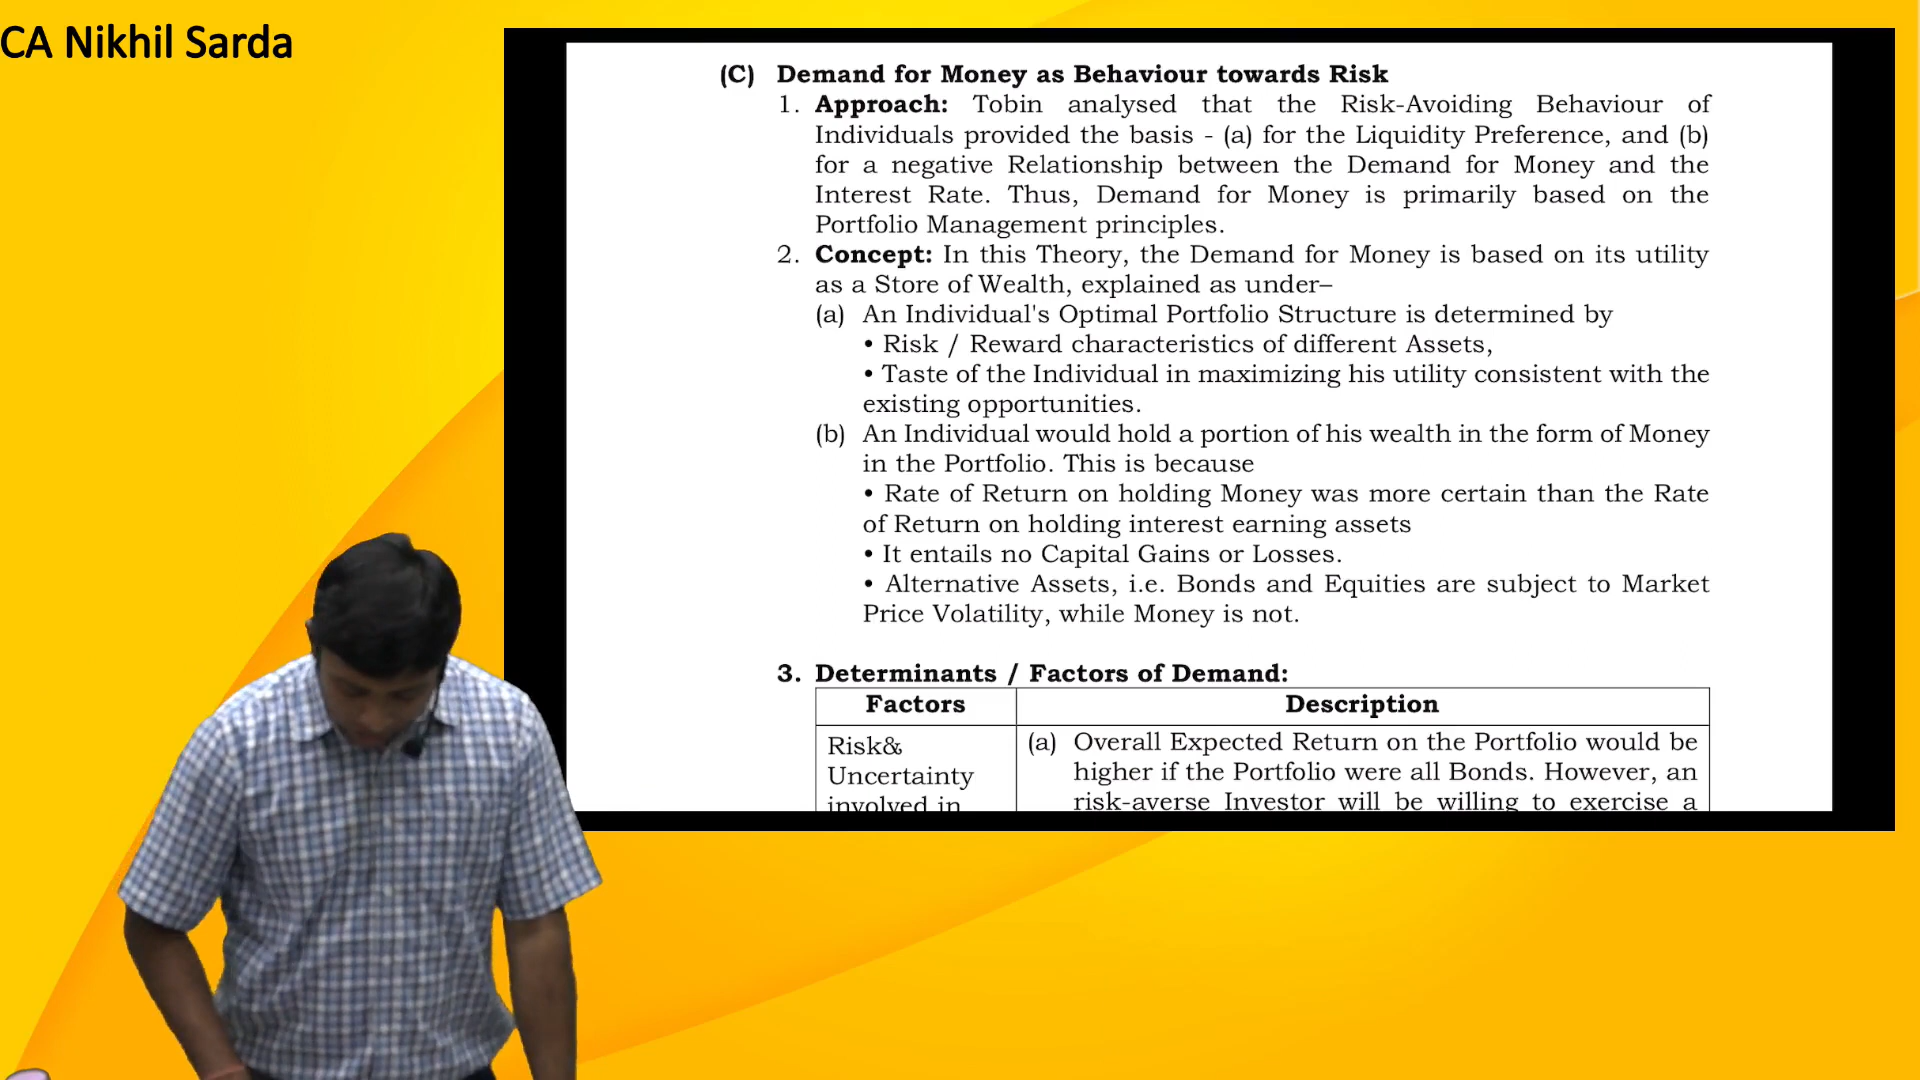 CA Nikhil Sarda
(C) Demand for Money as Behaviour towards Risk
1. Approach: Tobin analysed that the Risk-Avoiding Behaviour of
Individuals provided the basis - (a) for the Liquidity Preference, and (b)
for a negative Relationship between the Demand for Money and the
Interest Rate. Thus, Demand for Money is primarily based on the
Portfolio Management principles.
2. Concept: In this Theory, the Demand for Money is based on its utility
as a Store of Wealth, explained as under–
(a) An Individual's Optimal Portfolio Structure is determined by
• Risk / Reward characteristics of different Assets,
• Taste of the Individual in maximizing his utility consistent with the
existing opportunities.
(b) An Individual would hold a portion of his wealth in the form of Money
in the Portfolio. This is because
• Rate of Return on holding Money was more certain than the Rate
of Return on holding interest earning assets
• It entails no Capital Gains or Losses.
• Alternative Assets, i.e. Bonds and Equities are subject to Market
Price Volatility, while Money is not.
3. Determinants / Factors of Demand:
Factors Description
Risk& (a) Overall Expected Return on the Portfolio would be
Uncertainty higher if the Portfolio were all Bonds. However, an
involved in risk-averse Investor will be willing to exercise a